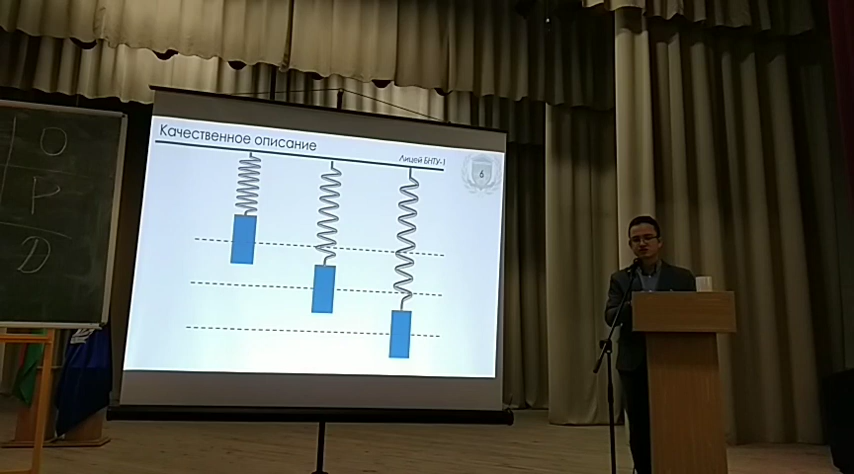 О
Р
D
Качественное описание
Лицей БНТУ-1
6